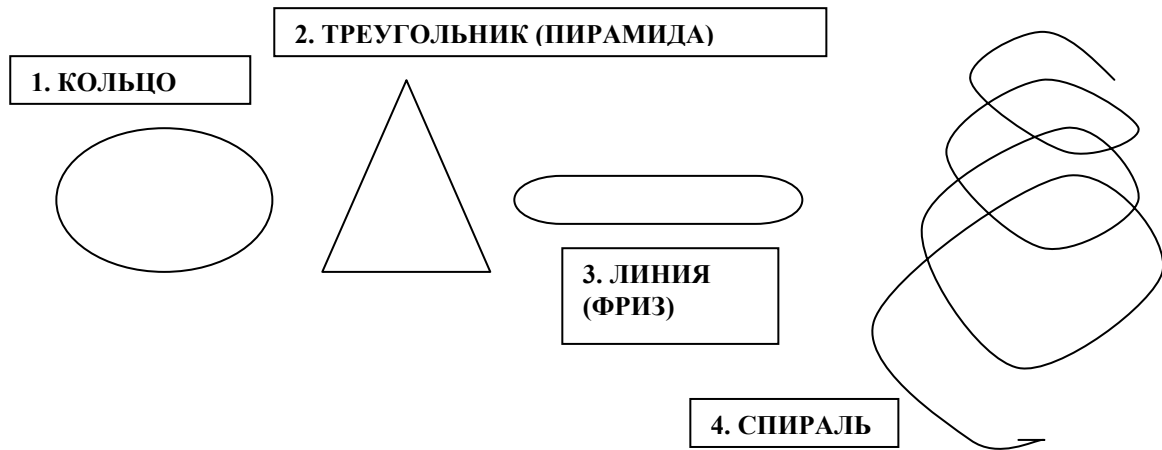 1. КОЛЬЦО
2. ТРЕУГОЛЬНИК (ПИРАМИДА)
3. ЛИНИЯ
(ФРИЗ)
4. СПИРАЛЬ